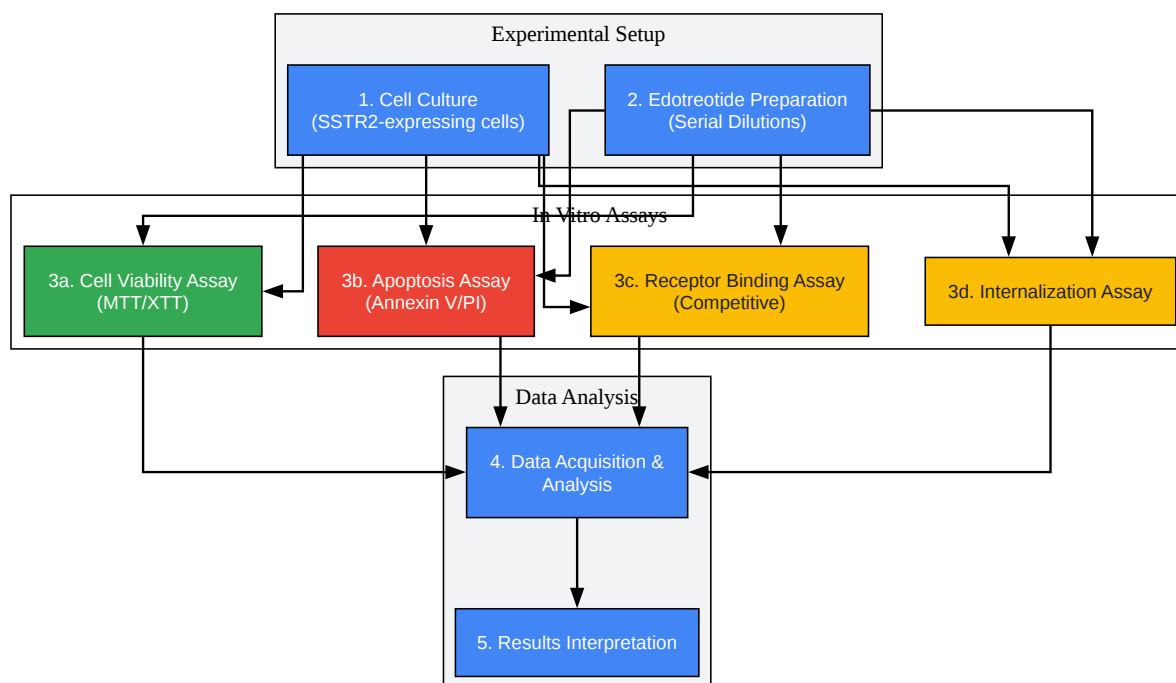 Experimental Setup
1. Cell Culture
(SSTR2-expressing cells)
2. Edotreotide Preparation
(Serial Dilutions)
In Vitro Assays
3a. Cell Viability Assay
(MTT/XTT)
3b. Apoptosis Assay
(Annexin V/PI)
3c. Receptor Binding Assay
(Competitive)
3d. Internalization Assay
Data Analysis
4. Data Acquisition &
Analysis
5. Results Interpretation